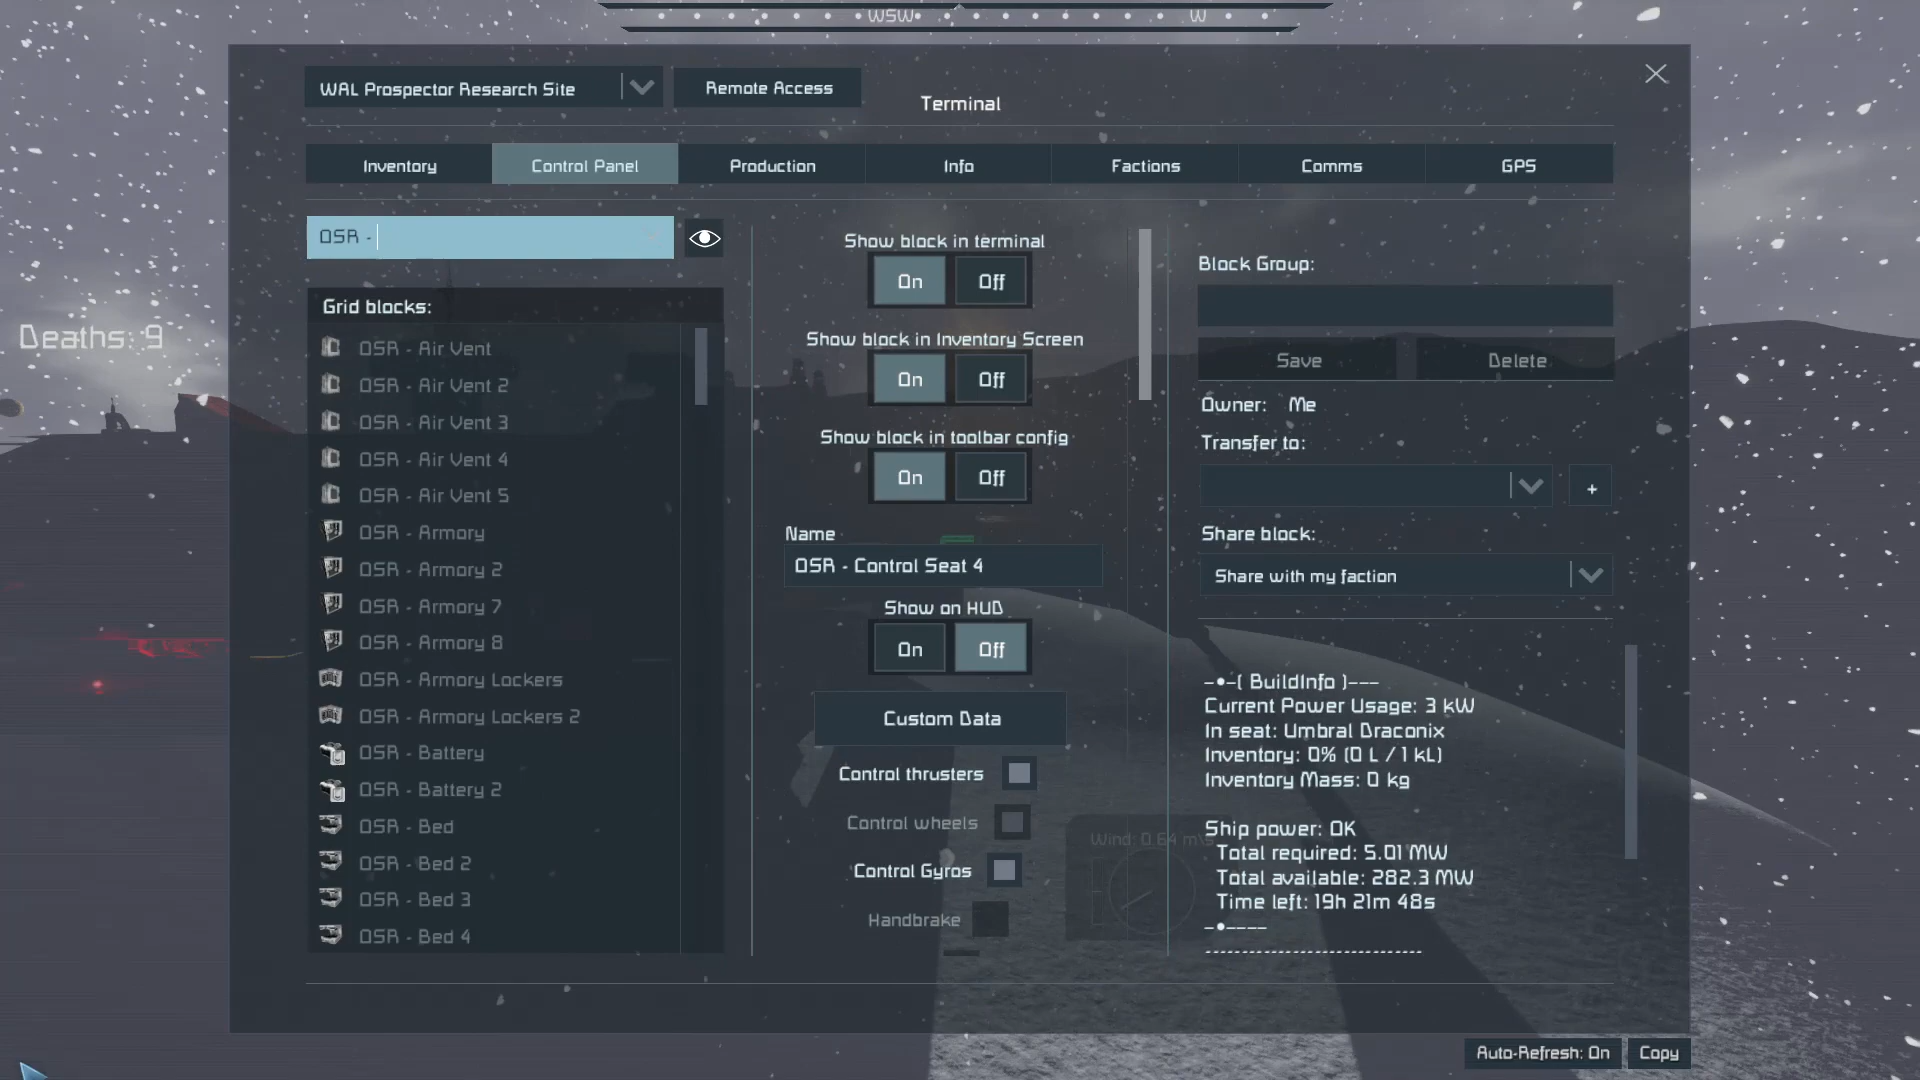 WSW
W
WAL Prospector Research Site
Remote Access
Terminal
Inventory
Control Panel
Production
Info
Factions
Comms
GPS
OSR -
Grid blocks:
OSR - Air Vent
OSR - Air Vent 2
OSR - Air Vent 3
OSR - Air Vent 4
OSR - Air Vent 5
OSR - Armory
OSR - Armory 2
OSR - Armory 7
OSR - Armory 8
OSR - Armory Lockers
OSR - Armory Lockers 2
OSR - Battery
OSR - Battery 2
OSR - Bed
OSR - Bed 2
OSR - Bed 3
OSR - Bed 4
Deaths: 9
Show block in terminal
On Off
Show block in Inventory Screen
On Off
Show block in toolbar config
On Off
Name
OSR - Control Seat 4
Show on HUD
On Off
Custom Data
Control thrusters
Control wheels
Control Gyros
Handbrake
Wind: 0.64 m/s
Block Group:
Save
Delete
Owner: Me
Transfer to:
+
Share block:
Share with my faction
-•-( BuildInfo )---
Current Power Usage: 3 kW
In seat: Umbral Draconix
Inventory: 0% (0 L / 1 kL)
Inventory Mass: 0 kg
Ship power: OK
Total required: 5.01 MW
Total available: 282.3 MW
Time left: 19h 21m 48s
-•----
---------------------------
Auto-Refresh: On
Copy